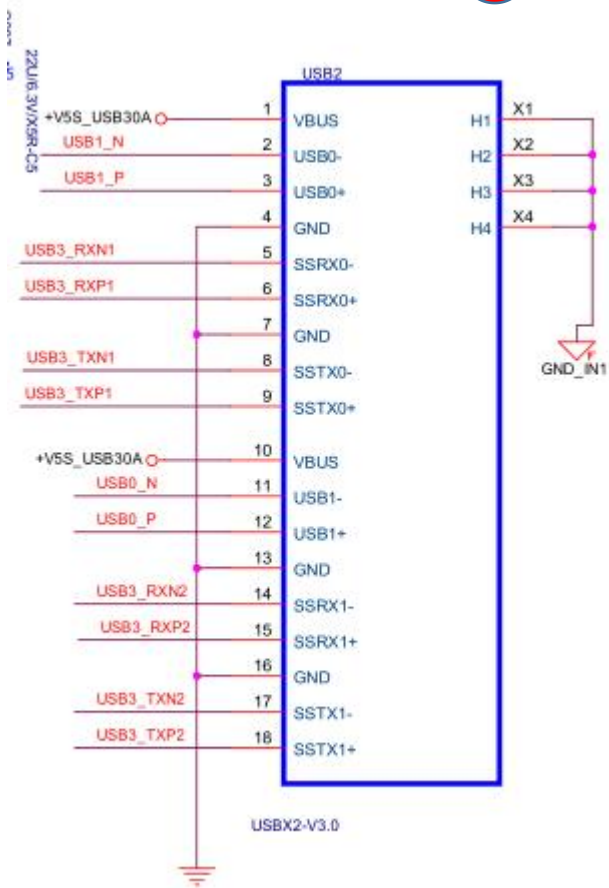 22U/6.3V/X5R-C5
USB2
+V5S_USB30A 1 VBUS H1 X1
USB1_N 2 USB0- H2 X2
USB1_P 3 USB0+ H3 X3
4 GND H4 X4
USB3_RXN1 5 SSRX0-
USB3_RXP1 6 SSRX0+
7 GND
GND_IN1
USB3_TXN1 8 SSTX0-
USB3_TXP1 9 SSTX0+
+V5S_USB30A 10 VBUS
USB0_N 11 USB1-
USB0_P 12 USB1+
13 GND
USB3_RXN2 14 SSRX1-
USB3_RXP2 15 SSRX1+
16 GND
USB3_TXN2 17 SSTX1-
USB3_TXP2 18 SSTX1+
USBX2-V3.0